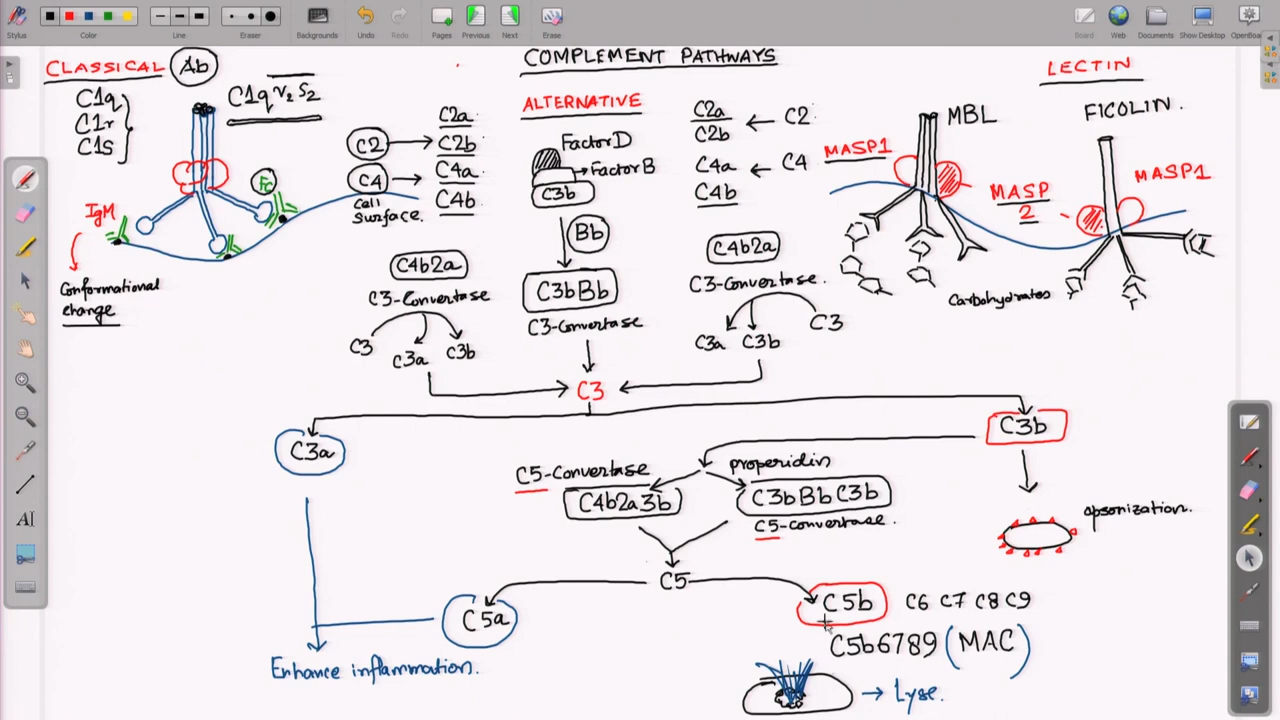 Stylus
Color
Line
Eraser
Backgrounds
Undo
Redo
Pages
Previous
Next
Erase
Board
Web
Documents
Show Desktop
OpenBoa
COMPLEMENT PATHWAYS
CLASSICAL
Ab
C1q
C1r
C1s
C1q r2 s2
IgM
Fc
Conformational
change
C2
C4
Cell
Surface.
C2a
C2b
C4a
C4b
C4b2a
C3-Convertase
C3
C3a
C3b
ALTERNATIVE
Factor D
Factor B
C3b
Bb
C3bBb
C3-Convertase
C2a
C2b
C2
C4a
C4
C4b
C4b2a
C3-Convertase.
C3
C3a
C3b
LECTIN
MBL
FICOLIN.
MASP1
MASP
2
MASP1
Carbohydrates
C3
C3a
C3b
C5-Convertase
properidin
C4b2a3b
C3bBbC3b
C5-convertase.
opsonization.
C5
C5a
C5b
C6 C7 C8 C9
C5b6789 (MAC)
Enhance inflammation.
Lyse.